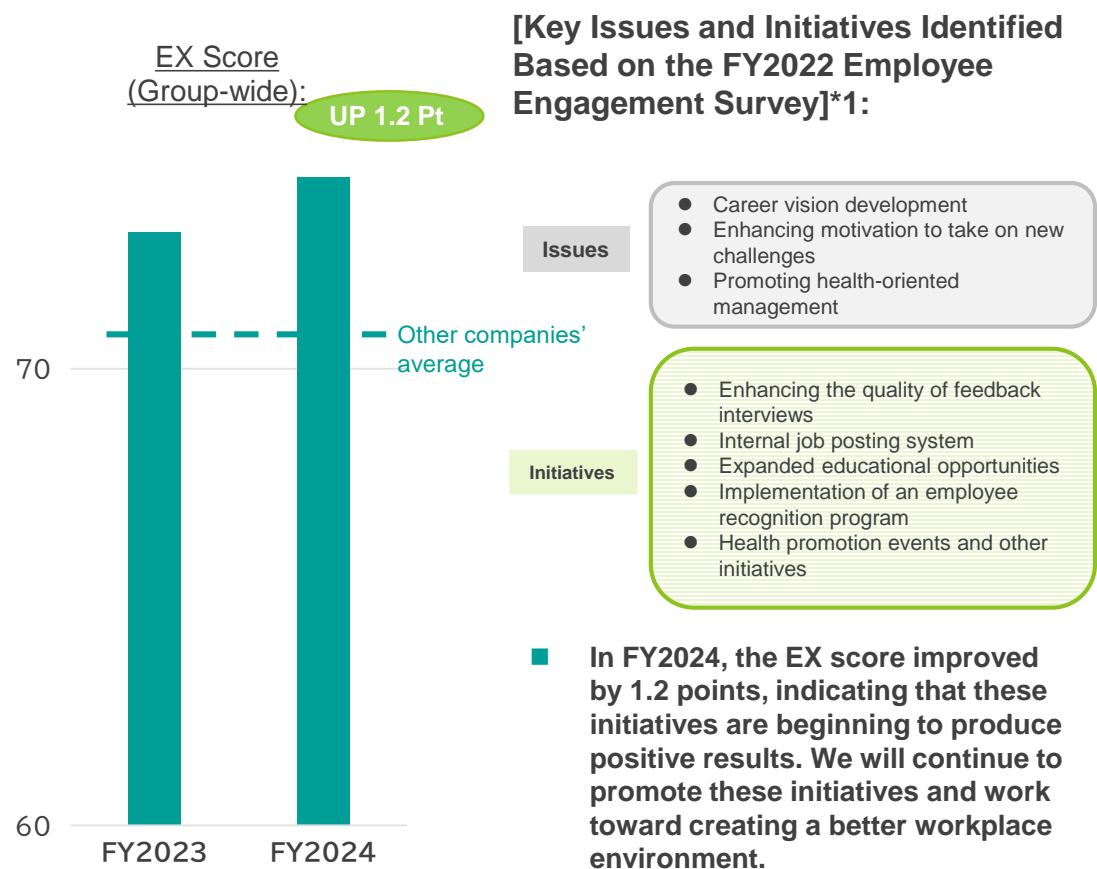 EX Score
(Group-wide):
UP 1.2 Pt
70
60
FY2023
FY2024
Other companies’
average
[Key Issues and Initiatives Identified
Based on the FY2022 Employee
Engagement Survey]*1:
Issues
● Career vision development
● Enhancing motivation to take on new
challenges
● Promoting health-oriented
management
Initiatives
● Enhancing the quality of feedback
interviews
● Internal job posting system
● Expanded educational opportunities
● Implementation of an employee
recognition program
● Health promotion events and other
initiatives
■ In FY2024, the EX score improved
by 1.2 points, indicating that these
initiatives are beginning to produce
positive results. We will continue to
promote these initiatives and work
toward creating a better workplace
environment.